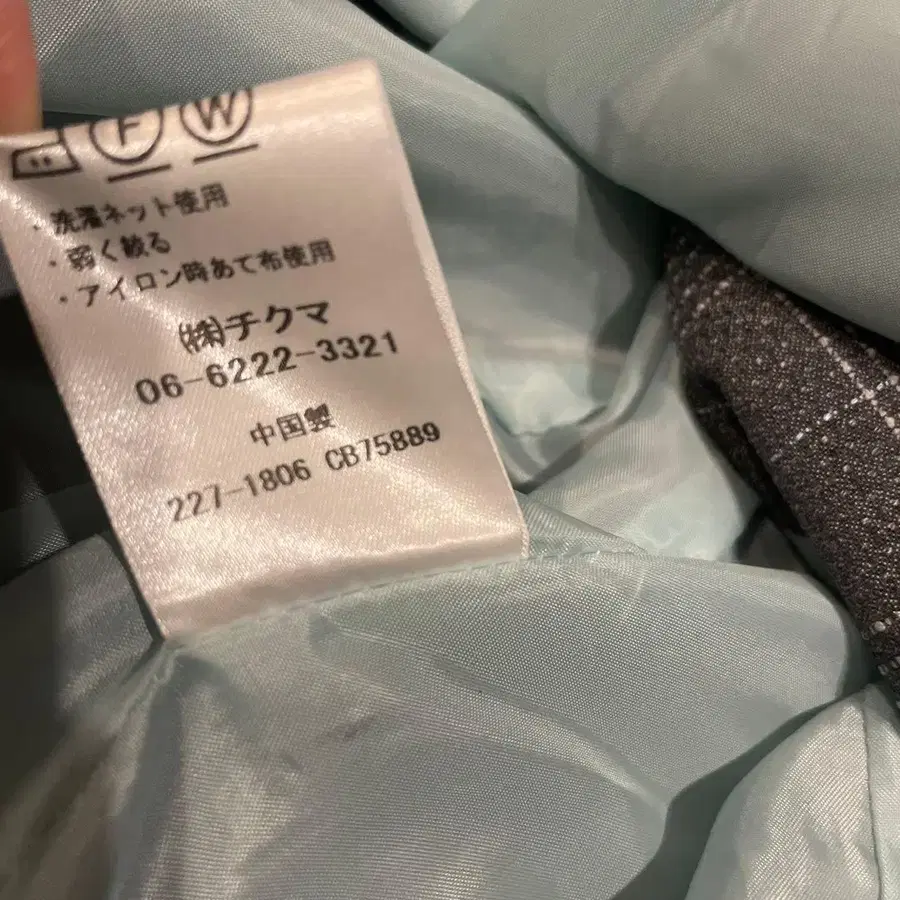 F W
・洗濯ネット使用
・弱く絞る
・アイロン時あて布使用
㈱チクマ
06-6222-3321
中国製
227-1806 CB75889